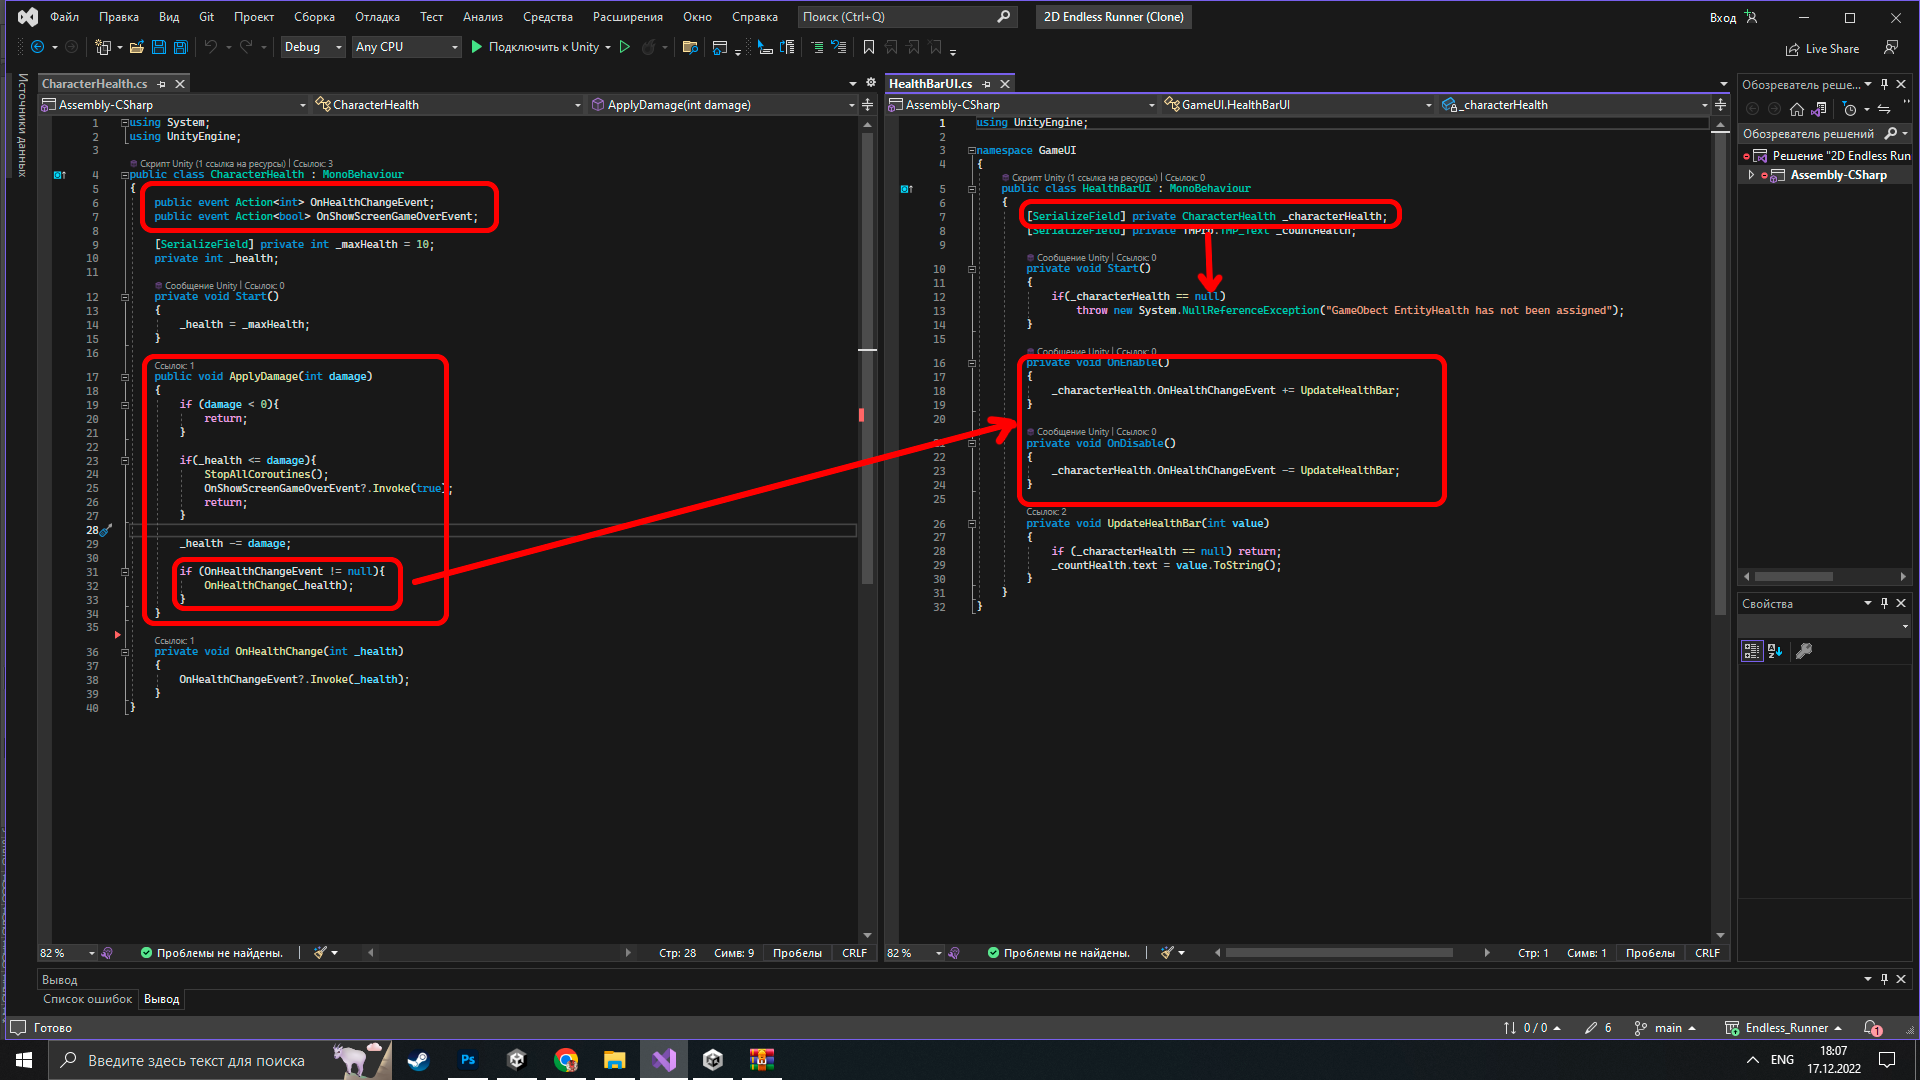 Файл Правка Вид Git Проект Сборка Отладка Тест Анализ Средства Расширения Окно Справка Поиск (Ctrl+Q) 2D Endless Runner (Clone) Вход
Debug Any CPU Подключить к Unity Live Share
Источники данных
CharacterHealth.cs
Assembly-CSharp CharacterHealth ApplyDamage(int damage)
1 using System;
2 using UnityEngine;
3
Скрипт Unity (1 ссылка на ресурсы) | Ссылок: 3
4 public class CharacterHealth : MonoBehaviour
5 {
6 public event Action<int> OnHealthChangeEvent;
7 public event Action<bool> OnShowScreenGameOverEvent;
8
9 [SerializeField] private int _maxHealth = 10;
10 private int _health;
11
Сообщение Unity | Ссылок: 0
12 private void Start()
13 {
14 _health = _maxHealth;
15 }
16
Ссылок: 1
17 public void ApplyDamage(int damage)
18 {
19 if (damage < 0){
20 return;
21 }
22
23 if(_health <= damage){
24 StopAllCoroutines();
25 OnShowScreenGameOverEvent?.Invoke(true);
26 return;
27 }
28
29 _health -= damage;
30
31 if (OnHealthChangeEvent != null){
32 OnHealthChange(_health);
33 }
34 }
35
Ссылок: 1
36 private void OnHealthChange(int _health)
37 {
38 OnHealthChangeEvent?.Invoke(_health);
39 }
40 }
82 % Проблемы не найдены. Стр: 28 Симв: 9 Пробелы CRLF
HealthBarUI.cs
Assembly-CSharp GameUI.HealthBarUI _characterHealth
1 using UnityEngine;
2
3 namespace GameUI
4 {
Скрипт Unity (1 ссылка на ресурсы) | Ссылок: 0
5 public class HealthBarUI : MonoBehaviour
6 {
7 [SerializeField] private CharacterHealth _characterHealth;
8 [SerializeField] private TMPro.TMP_Text _countHealth;
9
Сообщение Unity | Ссылок: 0
10 private void Start()
11 {
12 if(_characterHealth == null)
13 throw new System.NullReferenceException("GameObect EntityHealth has not been assigned");
14 }
15
Сообщение Unity | Ссылок: 0
16 private void OnEnable()
17 {
18 _characterHealth.OnHealthChangeEvent += UpdateHealthBar;
19 }
20
Сообщение Unity | Ссылок: 0
21 private void OnDisable()
22 {
23 _characterHealth.OnHealthChangeEvent -= UpdateHealthBar;
24 }
25
Ссылок: 2
26 private void UpdateHealthBar(int value)
27 {
28 if (_characterHealth == null) return;
29 _countHealth.text = value.ToString();
30 }
31 }
32 }
82 % Проблемы не найдены. Стр: 1 Симв: 1 Пробелы CRLF
Обозреватель реше...
Обозреватель решений
Решение "2D Endless Run
Assembly-CSharp
Свойства
Вывод
Список ошибок Вывод
Готово 0 / 0 6 main Endless_Runner 1
Введите здесь текст для поиска Ps ENG 18:07
17.12.2022